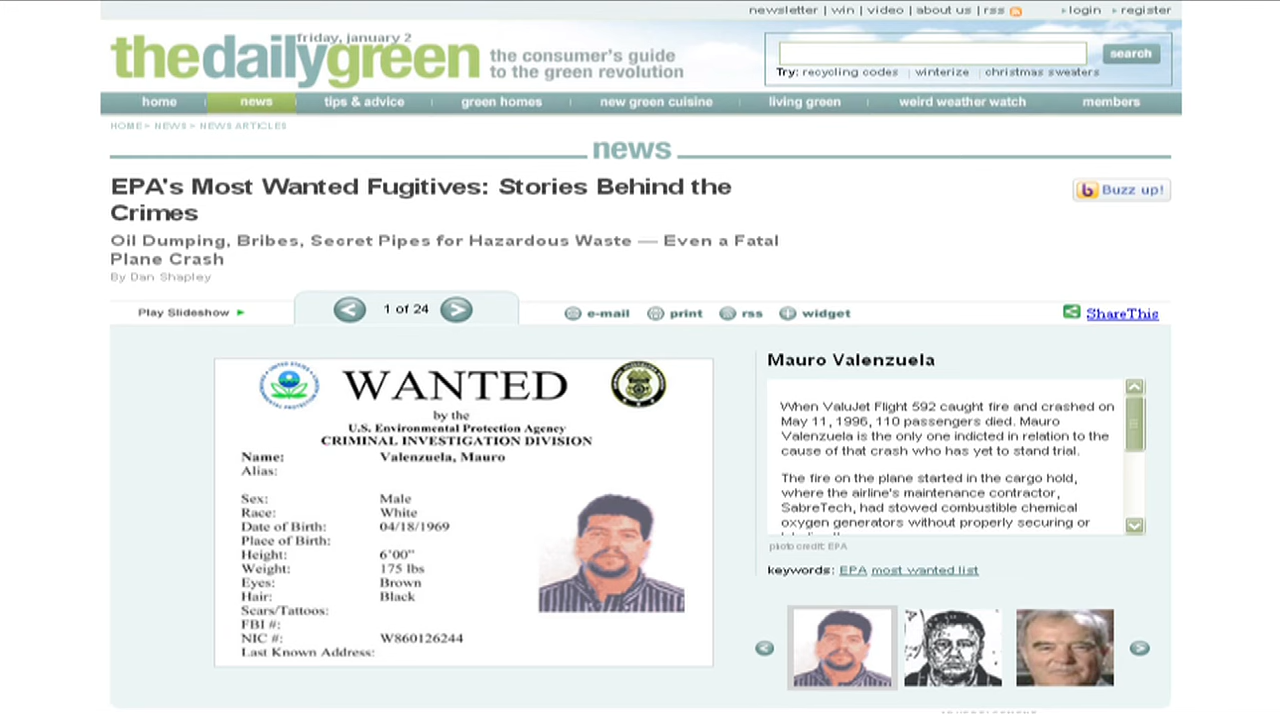 newsletter | win | video | about us | rss
login
register
friday, january 2
thedailygreen
the consumer's guide
to the green revolution
search
Try: recycling codes | winterize | christmas sweaters
home
news
tips & advice
green homes
new green cuisine
living green
weird weather watch
members
HOME > NEWS > NEWS ARTICLES
news
EPA's Most Wanted Fugitives: Stories Behind the
Crimes
Buzz up!
Oil Dumping, Bribes, Secret Pipes for Hazardous Waste — Even a Fatal
Plane Crash
By Dan Shapley
Play Slideshow
< 1 of 24 >
e-mail
print
rss
widget
ShareThis
WANTED
by the
U.S. Environmental Protection Agency
CRIMINAL INVESTIGATION DIVISION
Name: Valenzuela, Mauro
Alias:
Sex: Male
Race: White
Date of Birth: 04/18/1969
Place of Birth:
Height: 6'00"
Weight: 175 lbs
Eyes: Brown
Hair: Black
Scars/Tattoos:
FBI #:
NIC #: W860126244
Last Known Address:
Mauro Valenzuela
When ValuJet Flight 592 caught fire and crashed on
May 11, 1996, 110 passengers died. Mauro
Valenzuela is the only one indicted in relation to the
cause of that crash who has yet to stand trial.
The fire on the plane started in the cargo hold,
where the airline's maintenance contractor,
SabreTech, had stowed combustible chemical
oxygen generators without properly securing or
photo credit: EPA
keywords: EPA most wanted list